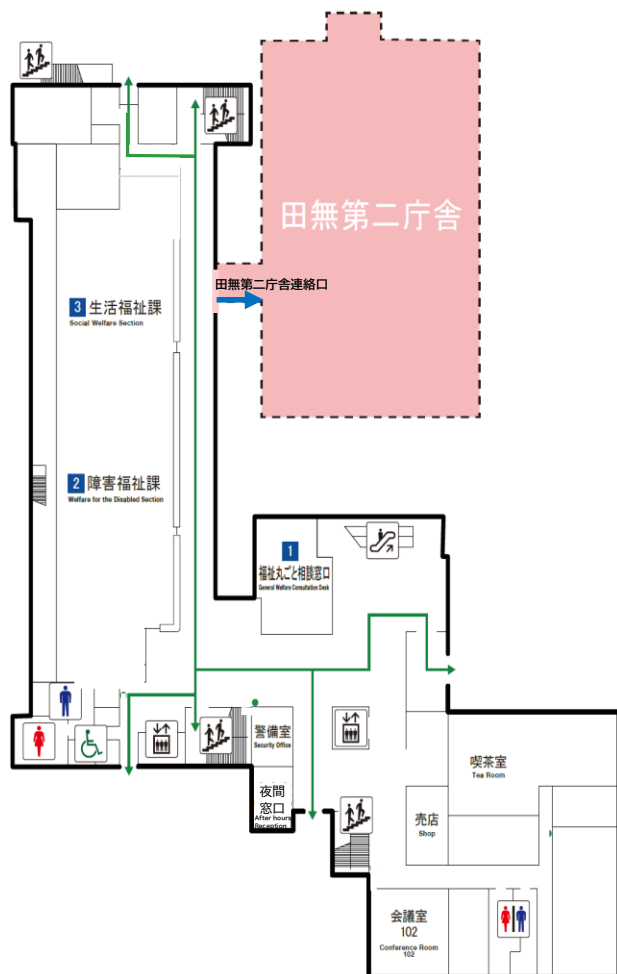 田無第二庁舎
田無第二庁舎連絡口
3 生活福祉課
Social Welfare Section
2 障害福祉課
Welfare for the Disabled Section
1
福祉丸ごと相談窓口
General Welfare Consultation Desk
警備室
Security Office
夜間
窓口
After hours
Reception
喫茶室
Tea Room
売店
Shop
会議室
102
Conference Room
102